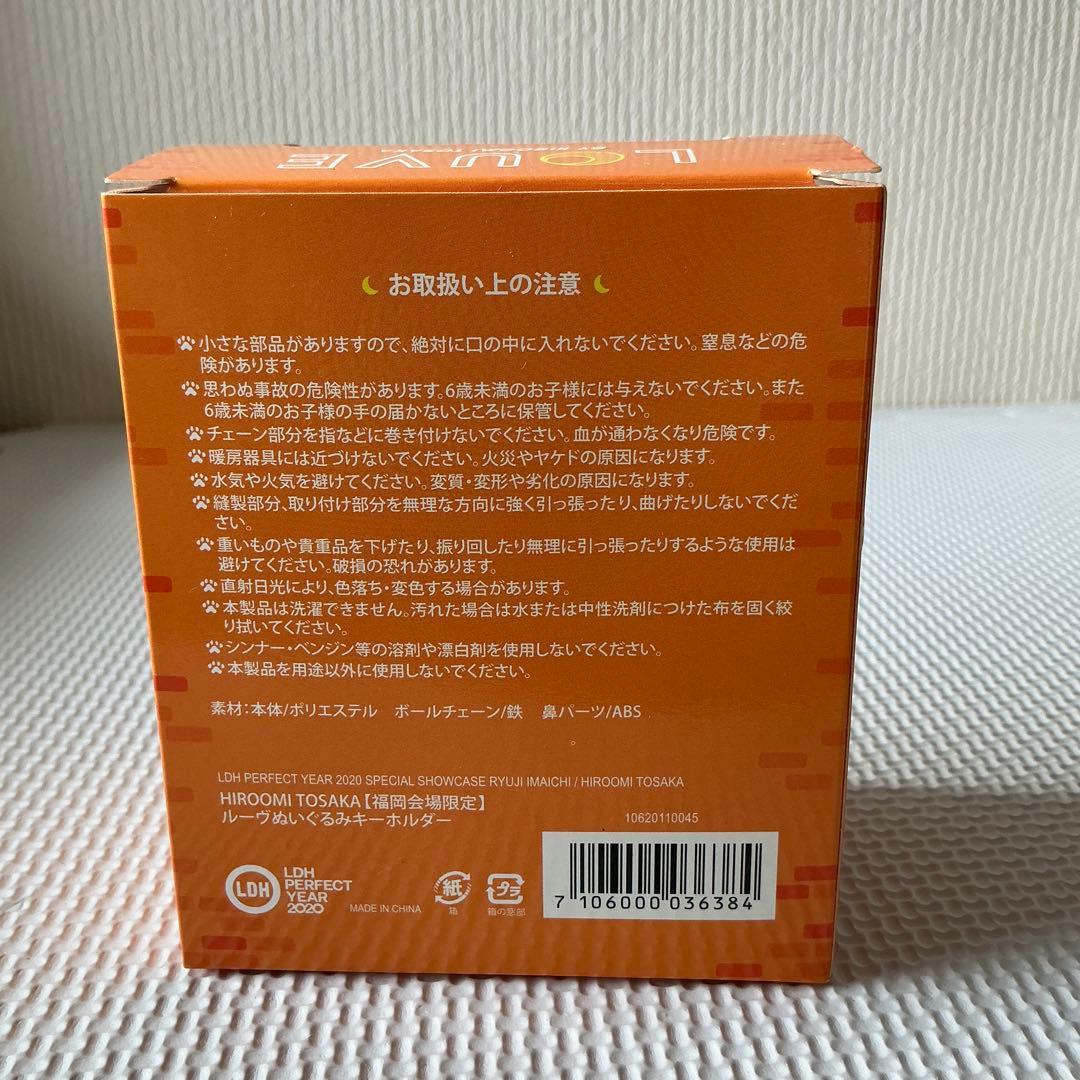 LOUVE
BY HIROOMI TOSAKA
お取扱い上の注意
小さな部品がありますので、絶対に口の中に入れないでください。窒息などの危
険があります。
思わぬ事故の危険性があります。6歳未満のお子様には与えないでください。また
6歳未満のお子様の手の届かないところに保管してください。
チェーン部分を指などに巻き付けないでください。血が通わなくなり危険です。
暖房器具には近づけないでください。火災やヤケドの原因になります。
水気や火気を避けてください。変質・変形や劣化の原因になります。
縫製部分、取り付け部分を無理な方向に強く引っ張ったり、曲げたりしないでくだ
さい。
重いものや貴重品を下げたり、振り回したり無理に引っ張ったりするような使用は
避けてください。破損の恐れがあります。
直射日光により、色落ち・変色する場合があります。
本製品は洗濯できません。汚れた場合は水または中性洗剤につけた布を固く絞
り拭いてください。
シンナー・ベンジン等の溶剤や漂白剤を使用しないでください。
本製品を用途以外に使用しないでください。
素材：本体/ポリエステル ボールチェーン/鉄 鼻パーツ/ABS
。
LDH PERFECT YEAR 2020 SPECIAL SHOWCASE RYUJI IMAICHI / HIROOMI TOSAKA
HIROOMI TOSAKA【福岡会場限定】
ルーヴぬいぐるみキーホルダー
10620110045
LDH
LDH
PERFECT
YEAR
2020
MADE IN CHINA
紙
箱
プラ
箱の窓部
7 106000 036384